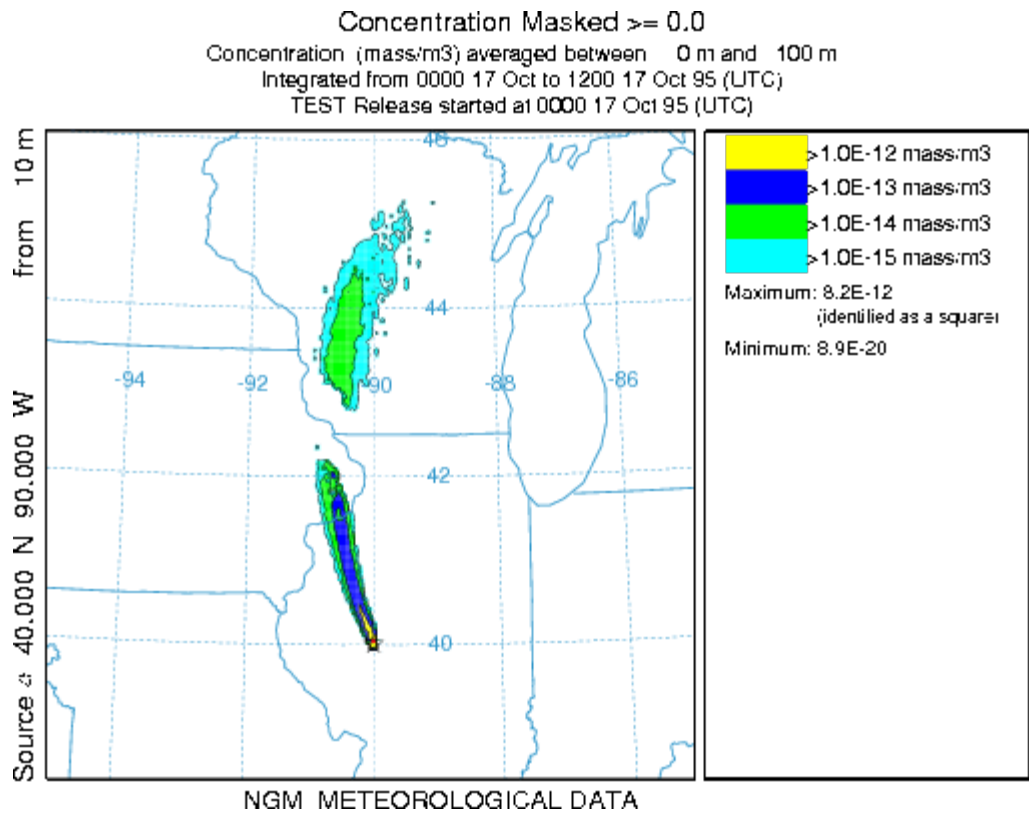 Concentration Masked >= 0.0
Concentration (mass/m3) averaged between 0 m and 100 m
Integrated from 0000 17 Oct to 1200 17 Oct 95 (UTC)
TEST Release started at 0000 17 Oct 95 (UTC)
Source ☆ 40.000 N 90.000 W from 10 m
46
44
-94
-92
-90
-88
-86
42
40
>1.0E-12 mass/m3
>1.0E-13 mass/m3
>1.0E-14 mass/m3
>1.0E-15 mass/m3
Maximum: 8.2E-12
(identified as a square)
Minimum: 8.9E-20
NGM METEOROLOGICAL DATA